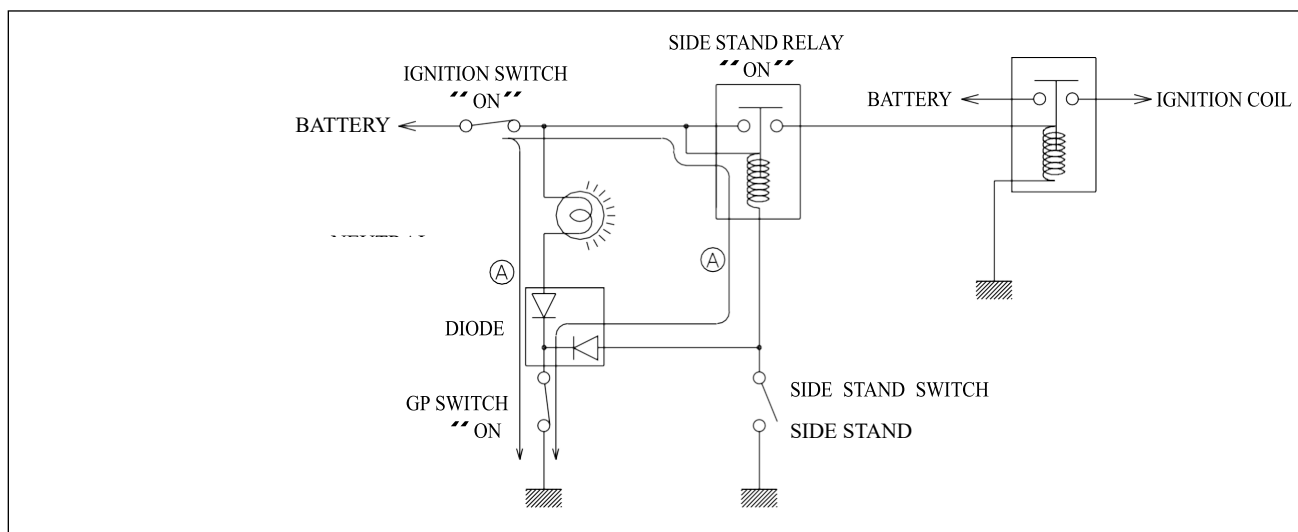 SIDE STAND RELAY
″ON″
IGNITION SWITCH
″ON″
BATTERY
BATTERY
IGNITION COIL
A
A
DIODE
GP SWITCH
″ON
SIDE STAND SWITCH
SIDE STAND